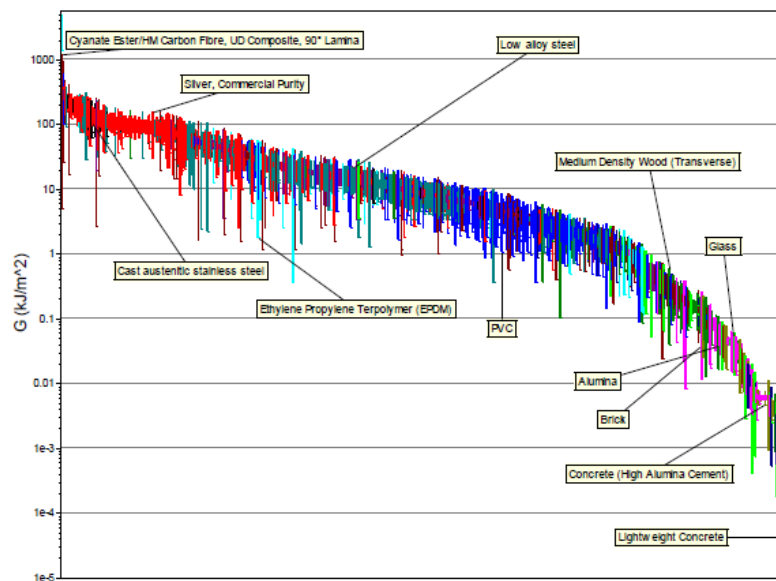 Cyanate Ester/HM Carbon Fibre, UD Composite, 90° Lamina
Low alloy steel
1000
Silver, Commercial Purity
100
Medium Density Wood (Transverse)
10
Glass
Cast austenitic stainless steel
1
Ethylene Propylene Terpolymer (EPDM)
G (kJ/m^2)
PVC
0.1
Alumina
0.01
Brick
1e-3
Concrete (High Alumina Cement)
1e-4
Lightweight Concrete
1e-5